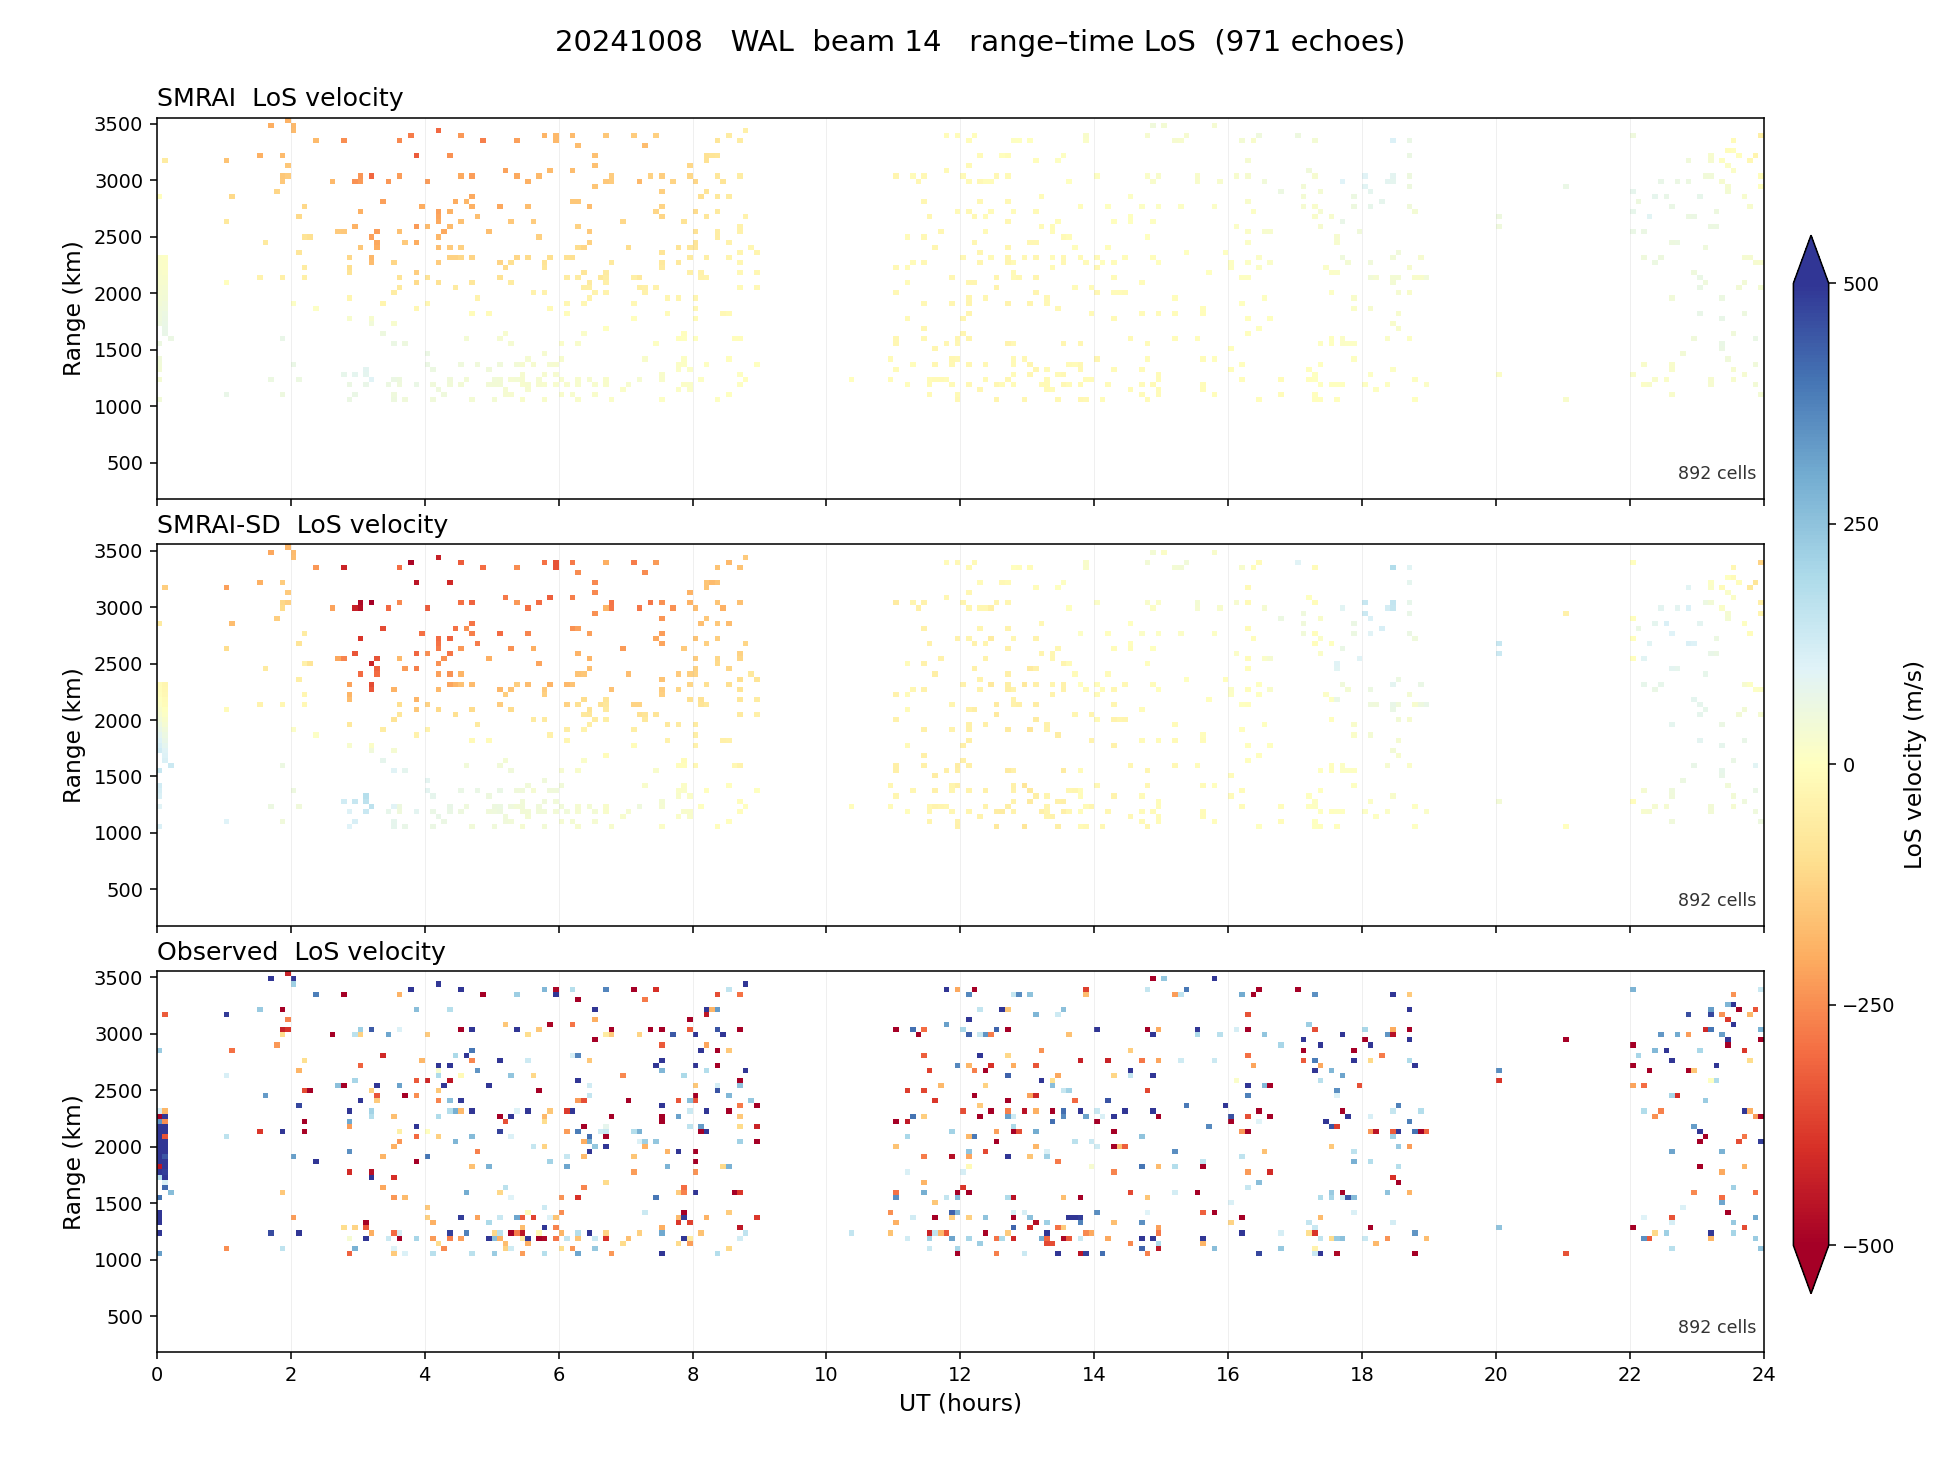 20241008   WAL  beam 14   range–time LoS  (971 echoes)
SMRAI  LoS velocity
3500
3000
2500
2000
1500
1000
500
Range (km)
892 cells
SMRAI-SD  LoS velocity
3500
3000
2500
2000
1500
1000
500
Range (km)
892 cells
Observed  LoS velocity
3500
3000
2500
2000
1500
1000
500
Range (km)
892 cells
0 2 4 6 8 10 12 14 16 18 20 22 24
UT (hours)
500
250
0
−250
−500
LoS velocity (m/s)